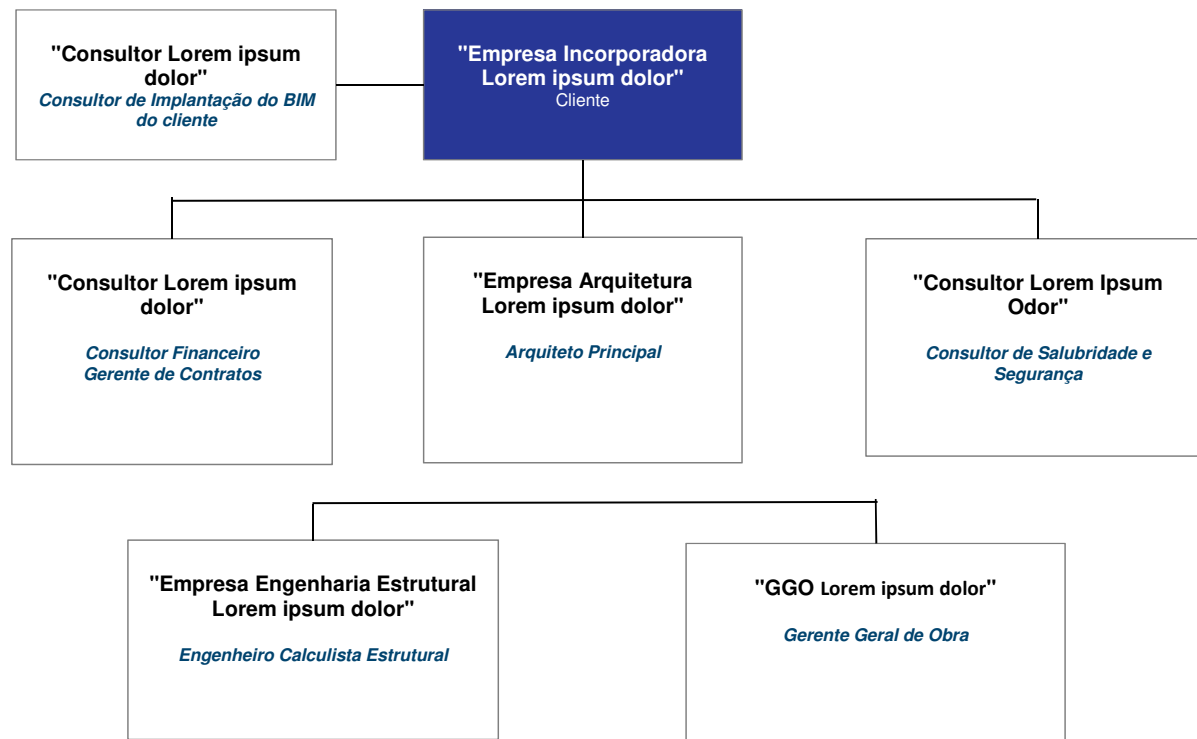 "Consultor Lorem ipsum
dolor"
Consultor de Implantação do BIM
do cliente
"Empresa Incorporadora
Lorem ipsum dolor"
Cliente
"Consultor Lorem ipsum
dolor"
Consultor Financeiro
Gerente de Contratos
"Empresa Arquitetura
Lorem ipsum dolor"
Arquiteto Principal
"Consultor Lorem Ipsum
Odor"
Consultor de Salubridade e
Segurança
"Empresa Engenharia Estrutural
Lorem ipsum dolor"
Engenheiro Calculista Estrutural
"GGO Lorem ipsum dolor"
Gerente Geral de Obra